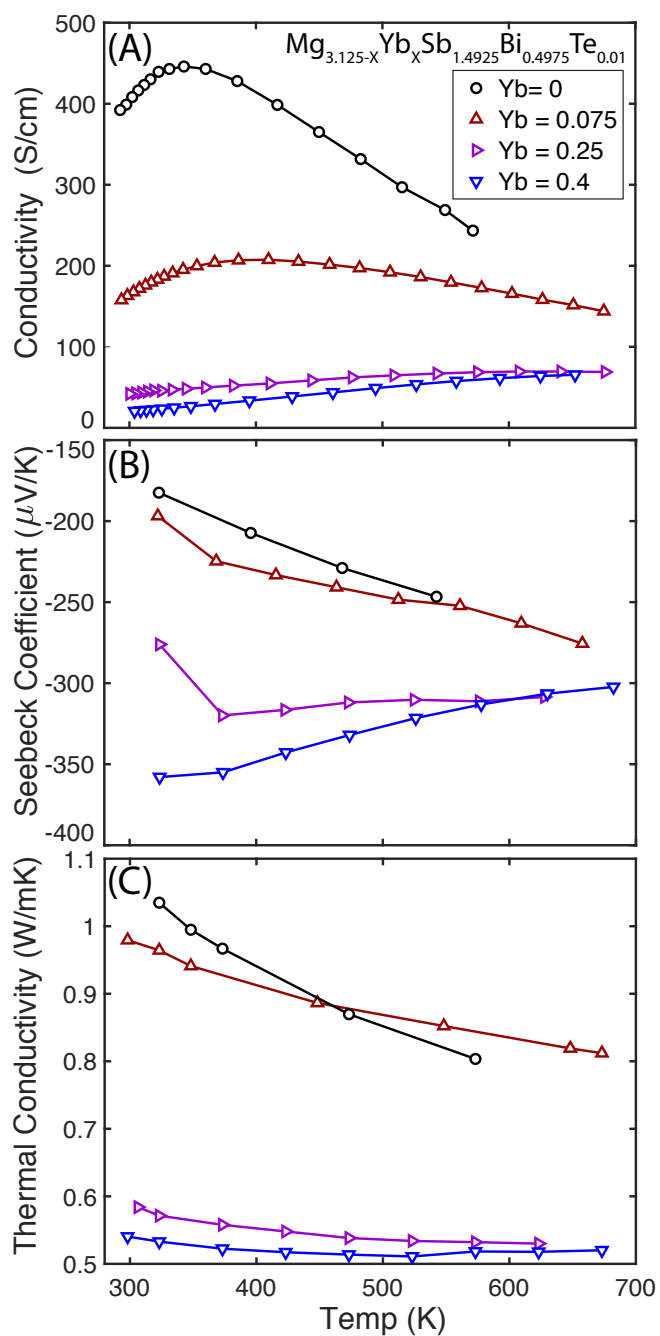 (A) Mg3.125-XYbXSb1.4925Bi0.4975Te0.01
Yb= 0
Yb = 0.075
Yb = 0.25
Yb = 0.4
500
400
300
200
100
0
Conductivity (S/cm)
(B)
-150
-200
-250
-300
-350
-400
Seebeck Coefficient (μV/K)
(C)
1.1
1
0.9
0.8
0.7
0.6
0.5
Thermal Conductivity (W/mK)
300 400 500 600 700
Temp (K)